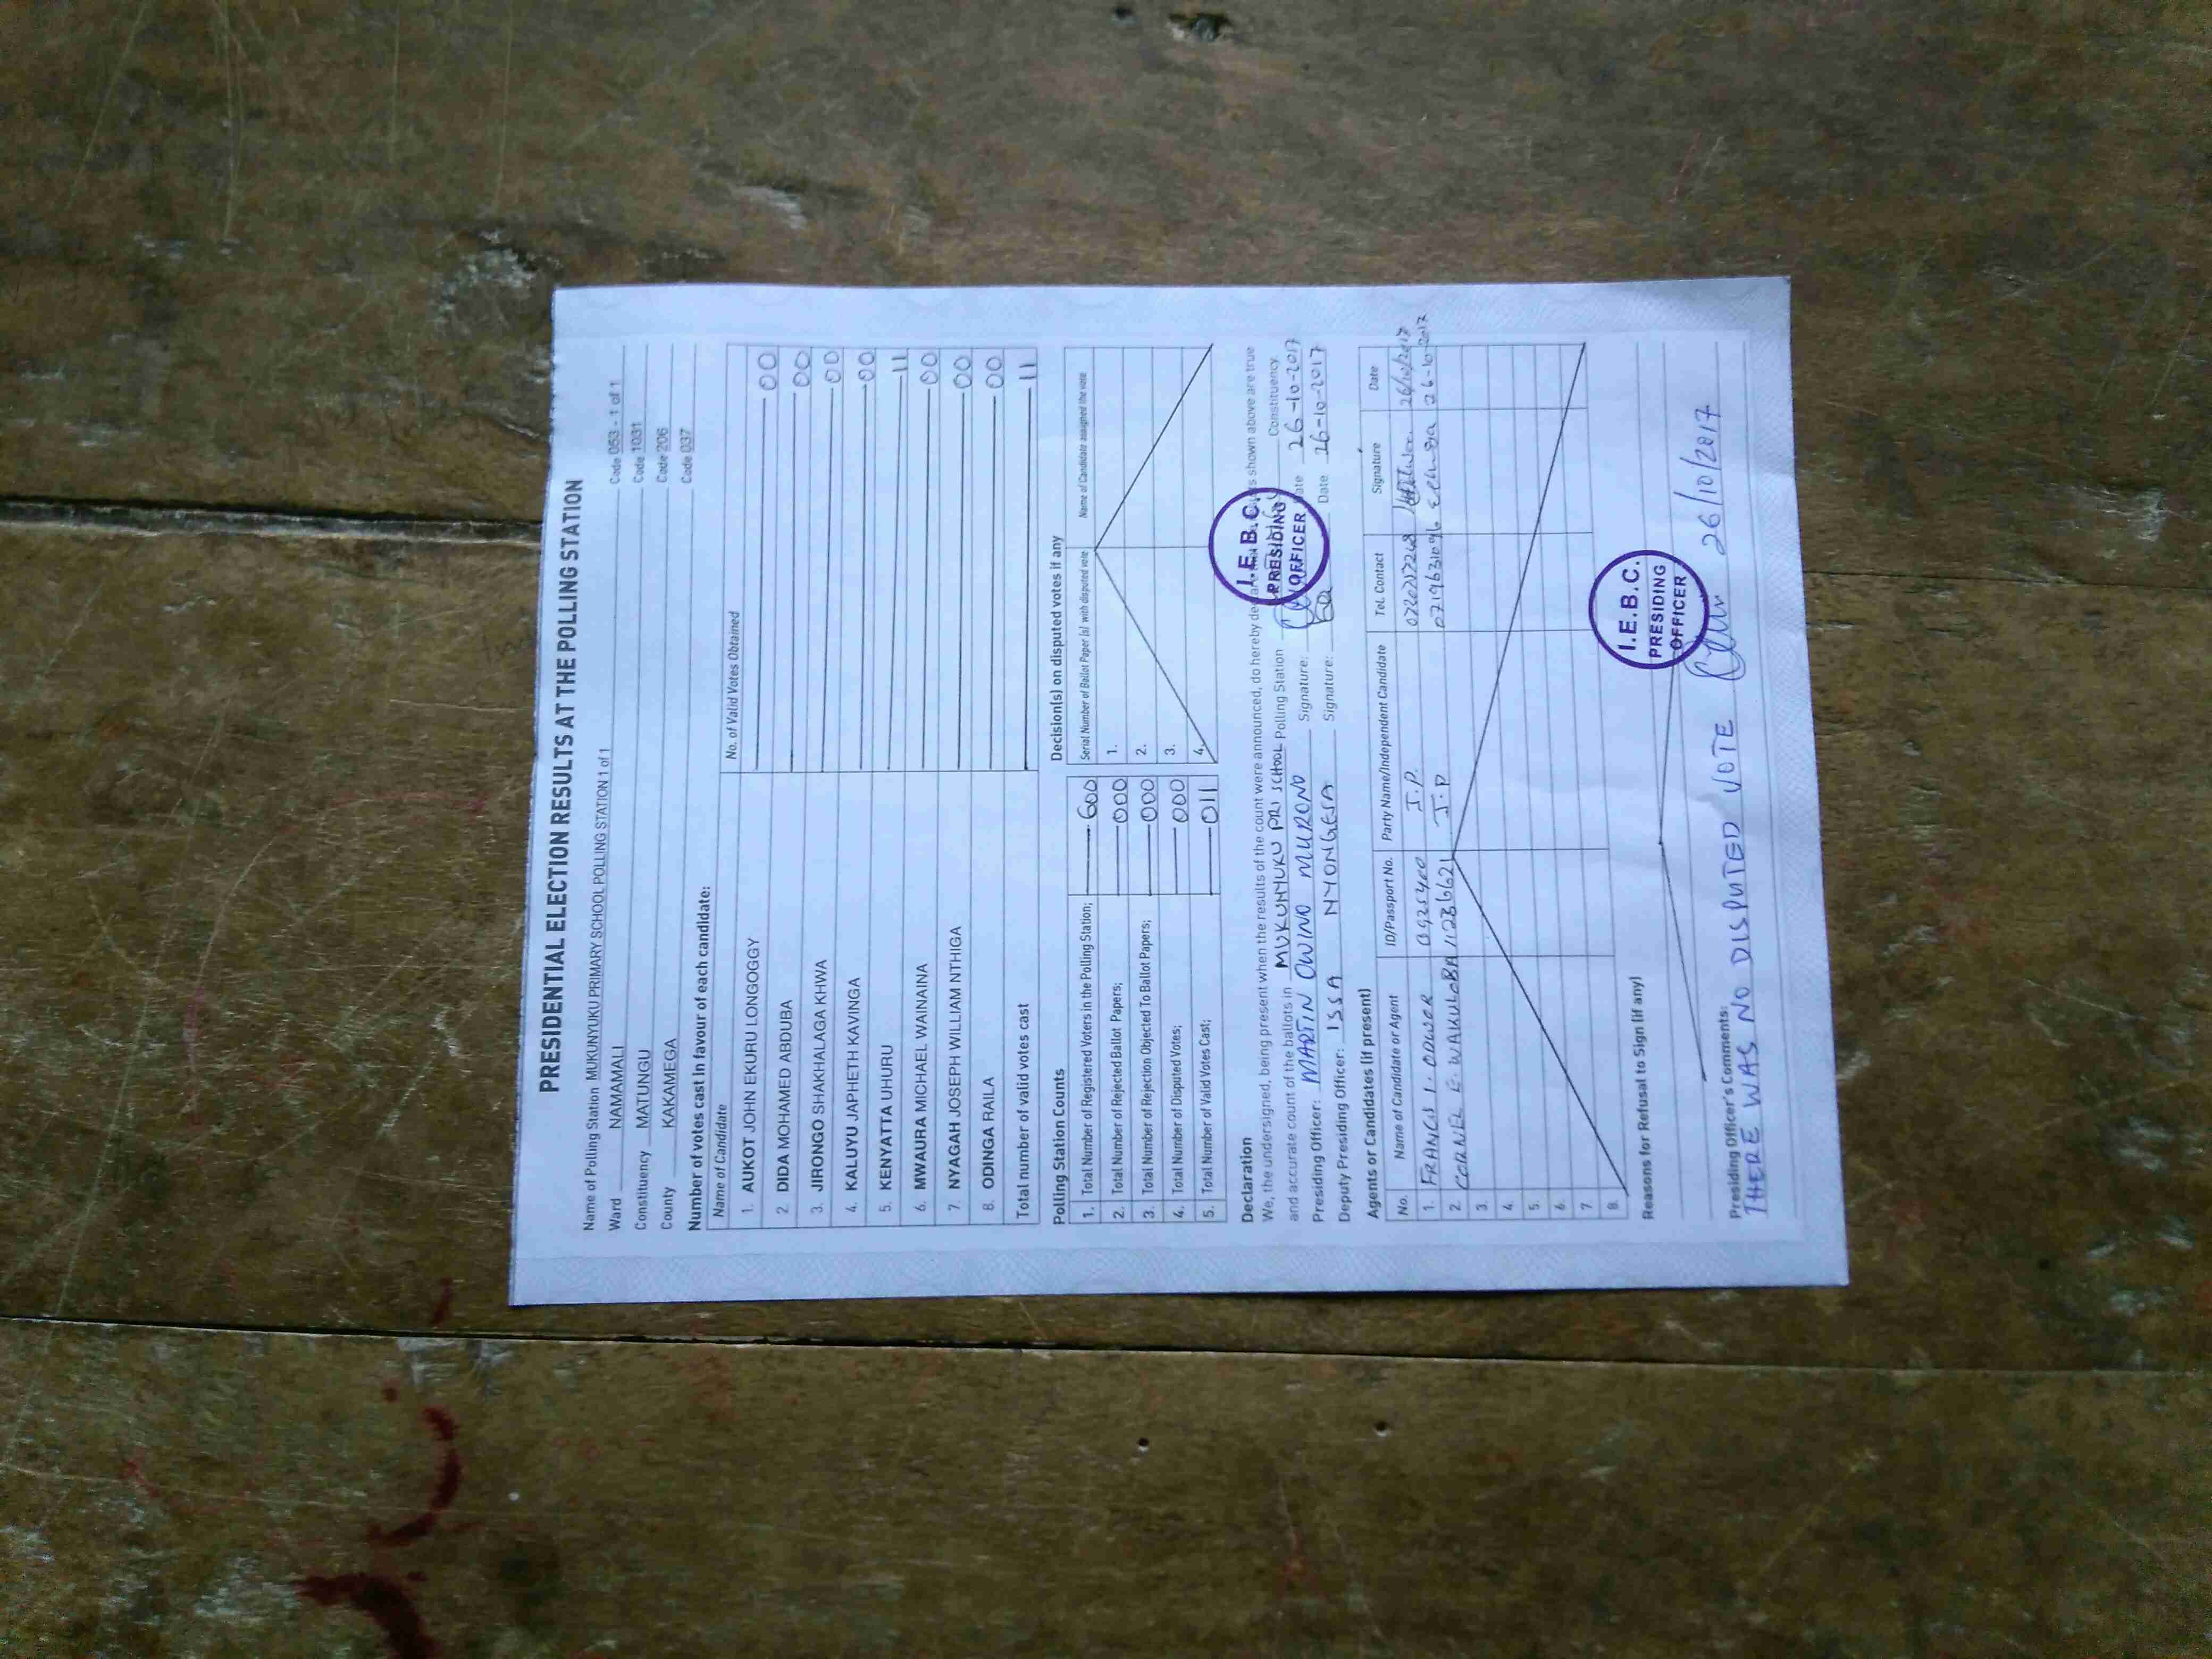 PRESIDENTIAL ELECTION RESULTS AT THE POLLING STATION
Name of Polling Station MUKUNYUKU PRU PRIMARY SCHOOL POLLING STATION 1 of 1 Code 053 - 1 of 1
Ward NAMAMALI Code 1031
Constituency MATUNGU Code 206
County KAKAMEGA Code 037
Number of votes cast in favour of each candidate:
Name of Candidate No. of Valid Votes Obtained
1. AUKOT JOHN EKURU LONGOGGY 00
2. DIDA MOHAMED ABDUBA 00
3. JIRONGO SHAKHALAGA KHWA 00
4. KALUYU JAPHETH KAVINGA 00
5. KENYATTA UHURU 11
6. MWAURA MICHAEL WAINAINA 00
7. NYAGAH JOSEPH WILLIAM NTHIGA 00
8. ODINGA RAILA 00
Total number of valid votes cast 11
Polling Station Counts
1. Total Number of Registered Voters in the Polling Station; 600
2. Total Number of Rejected Ballot Papers; 000
3. Total Number of Rejection Objected To Ballot Papers; 000
4. Total Number of Disputed Votes; 000
5. Total Number of Valid Votes Cast; 011
Decision(s) on disputed votes if any
Serial Number of Ballot Paper (s) with disputed vote Name of Candidate assigned the vote
1.
2.
3.
4.
Declaration
We, the undersigned, being present when the results of the count were announced, do hereby shown above are true
and accurate count of the ballots in MUKUNYUKU PRI SCHOOL Polling Station Constituency
Presiding Officer: MARTIN OWINO MURONO Signature: Date 26-10-2017
Deputy Presiding Officer: ISSA NYONGESA Signature: Date 26-10-2017
I.E.B.C.
PRESIDING
OFFICER
Agents or Candidates (if present)
No. Name of Candidate or Agent ID/Passport No. Party Name/Independent Candidate Tel. Contact Signature Date
1. FRANCIS I. ODUOR J.P. 26/10/2017
2. CORNEL E. WAKULOBA J.P 26-10-2017
3.
4.
5.
6.
7.
8.
Reasons for Refusal to Sign (if any)
I.E.B.C.
PRESIDING
OFFICER
Presiding Officer's Comments:
THERE WAS NO DISPUTED VOTE 26/10/2017